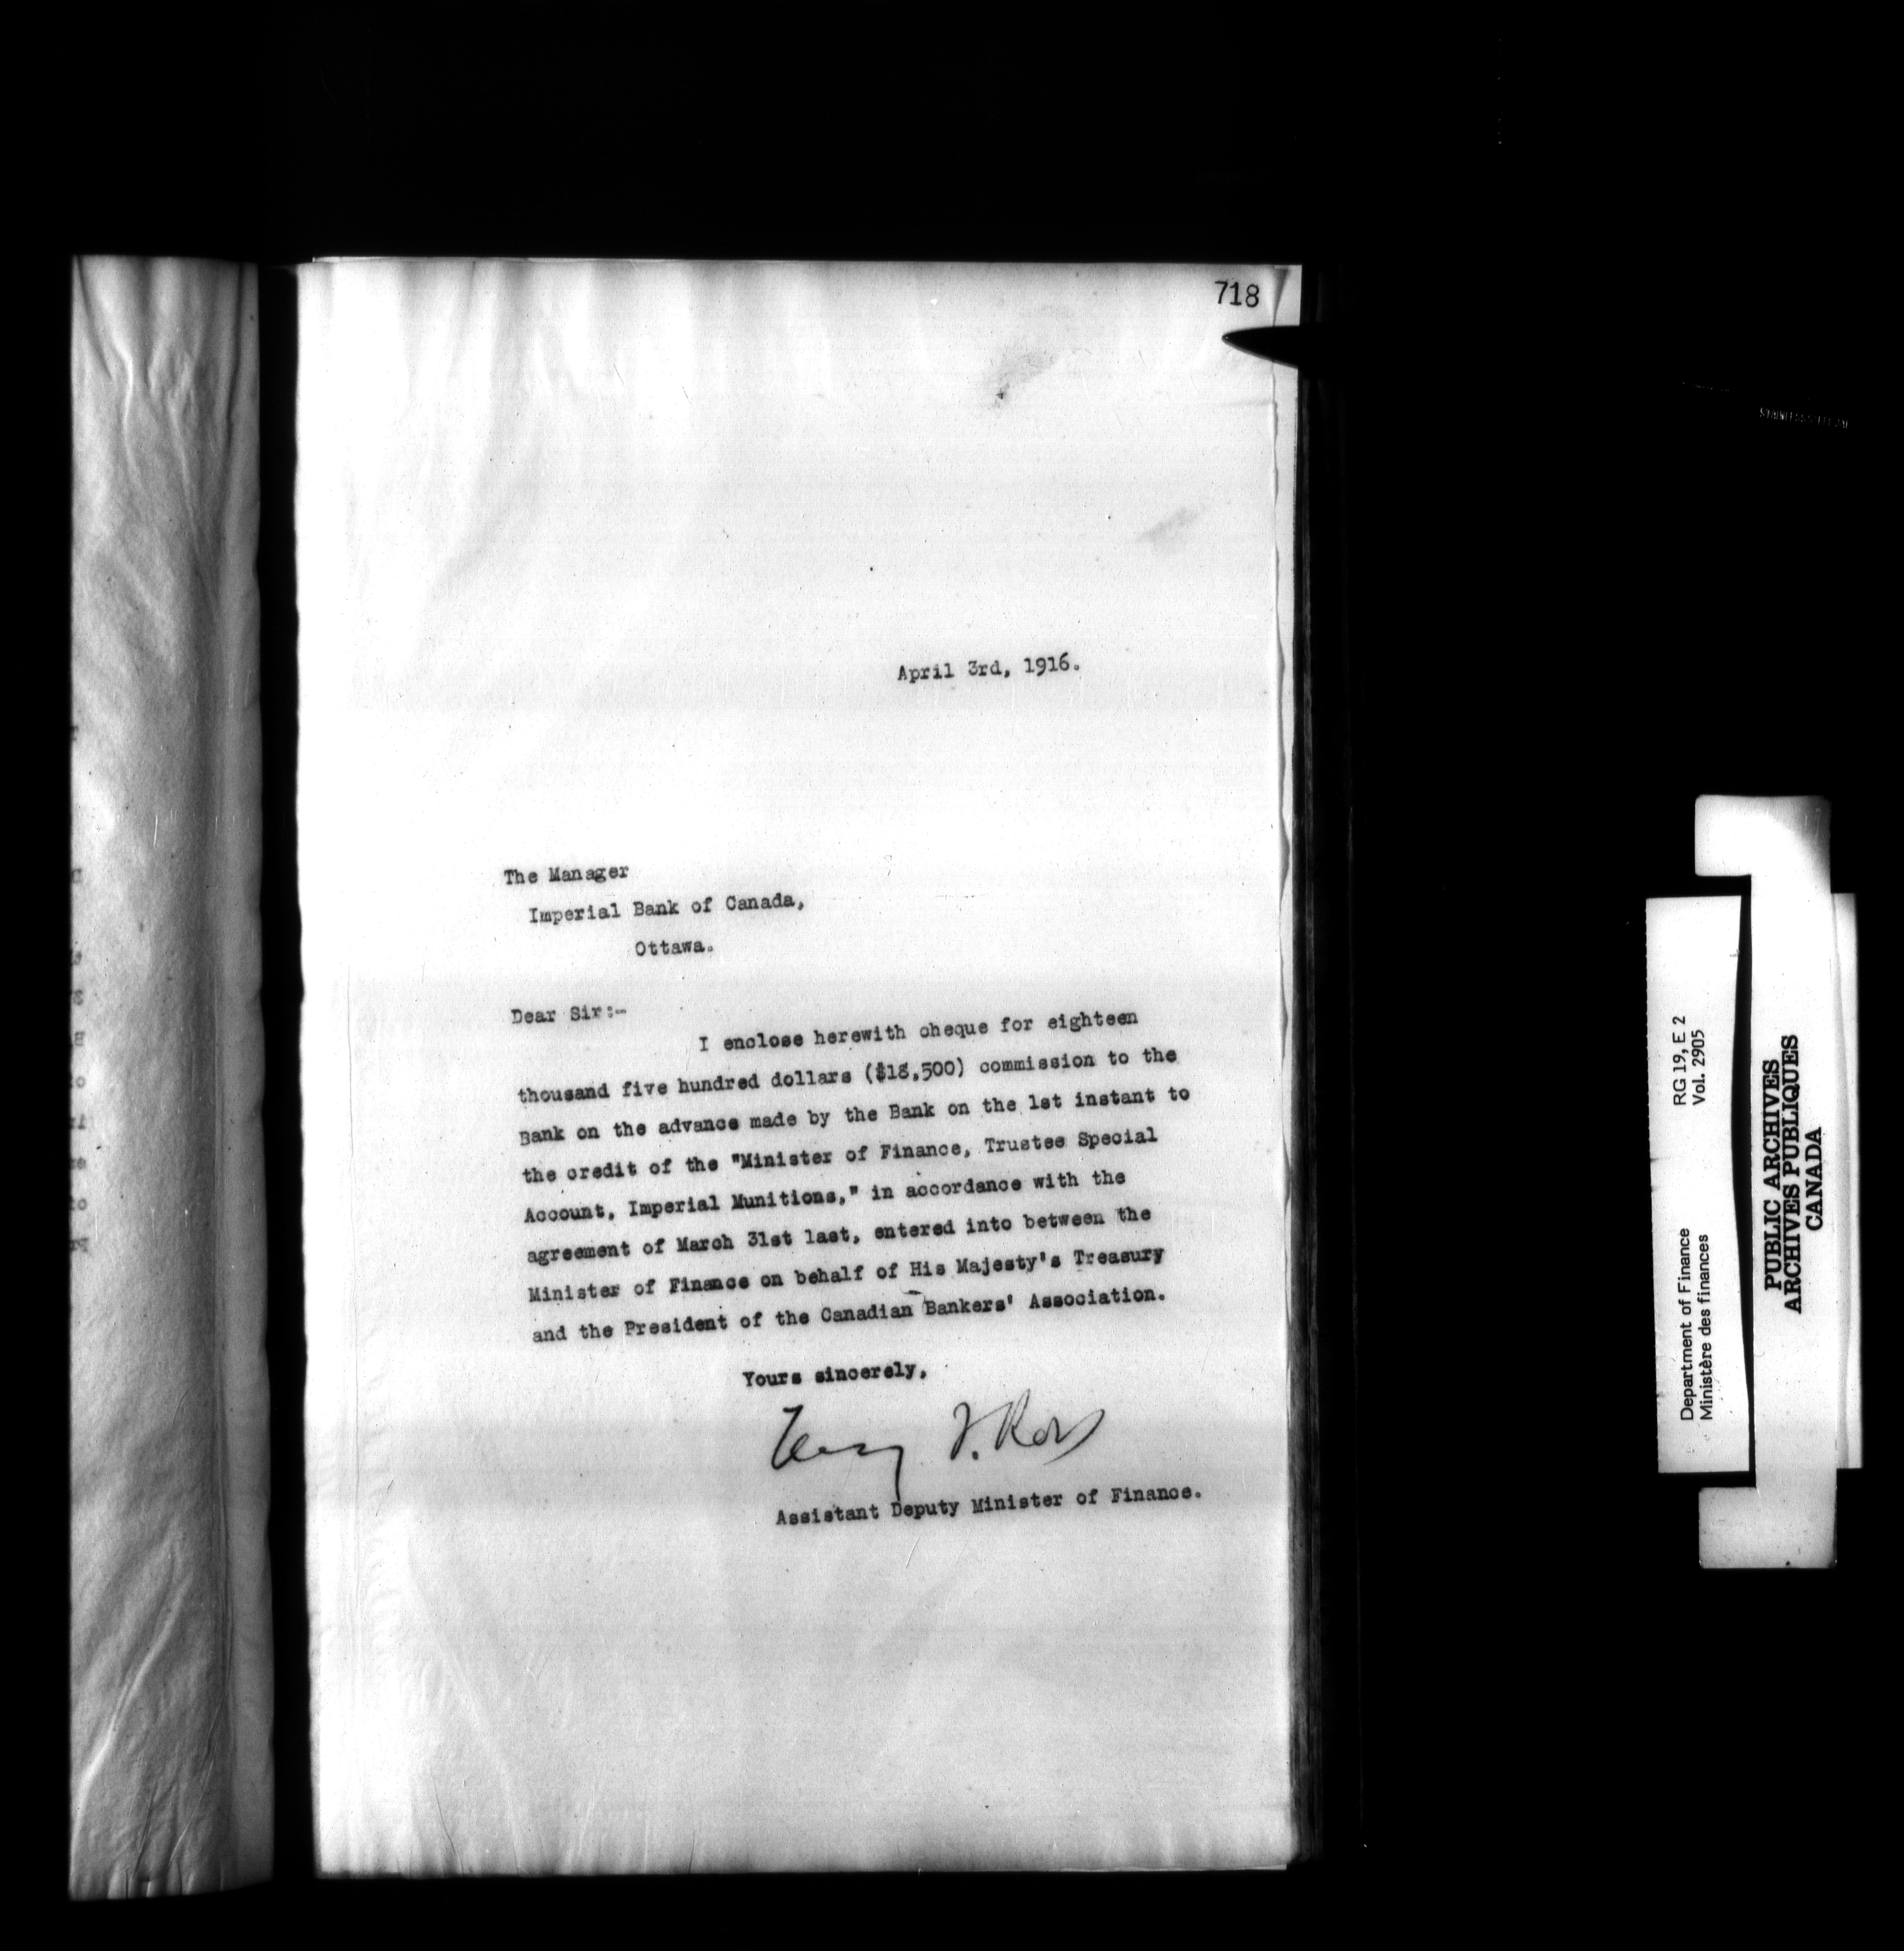 718
April 3rd, 1916.
The Manager
Imperial Bank of Canada,
Ottawa.
Dear Sir:-
I enclose herewith cheque for eighteen
thousand five hundred dollars ($18,500) commission to the
Bank on the advance made by the Bank on the 1st instant to
the credit of the "Minister of Finance, Trustee Special
Account, Imperial Munitions," in accordance with the
agreement of March 31st last, entered into between the
Minister of Finance on behalf of His Majesty's Treasury
and the President of the Canadian Bankers' Association.
Yours sincerely,
Ross
Assistant Deputy Minister of Finance.
Department of Finance RG 19, E 2
Ministère des finances Vol. 2905
PUBLIC ARCHIVES
ARCHIVES PUBLIQUES
CANADA